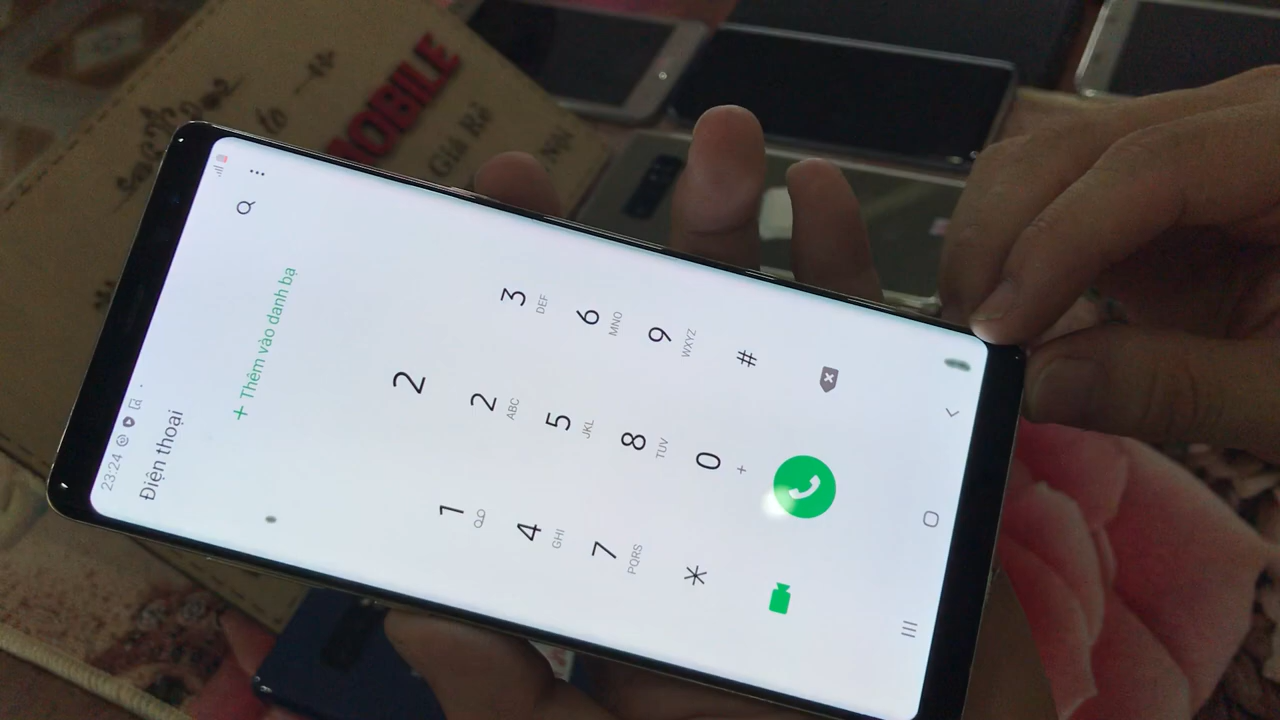 MOBILE
Giá Rẻ
23:24
Điện thoại
+ Thêm vào danh bạ
2
1 2 ABC 3 DEF
4 GHI 5 JKL 6 MNO
7 PQRS 8 TUV 9 WXYZ
* 0 + #